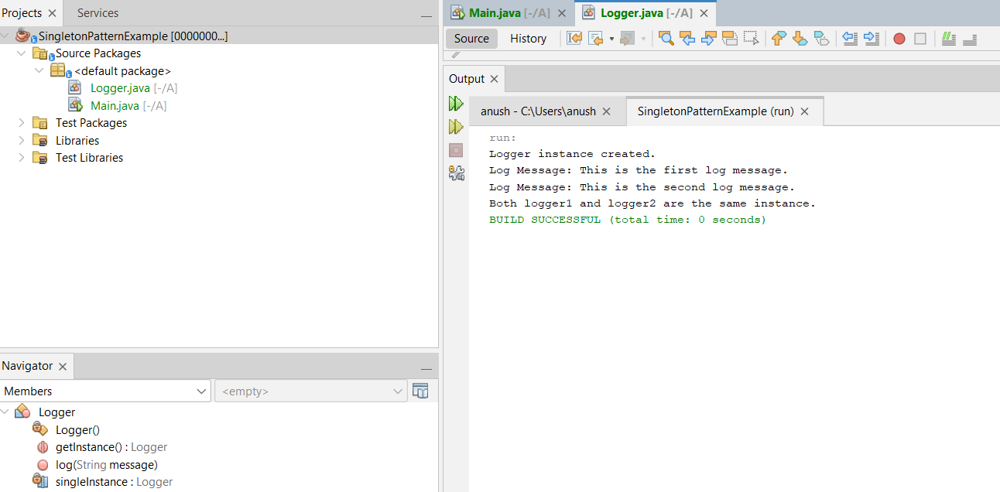 Projects
Services
SingletonPatternExample [0000000...]
Source Packages
<default package>
Logger.java [-/A]
Main.java [-/A]
Test Packages
Libraries
Test Libraries
Navigator
Members
<empty>
Logger
Logger()
getInstance() : Logger
log(String message)
singleInstance : Logger
Main.java [-/A]
Logger.java [-/A]
Source
History
Output
anush - C:\Users\anush
SingletonPatternExample (run)
run:
Logger instance created.
Log Message: This is the first log message.
Log Message: This is the second log message.
Both logger1 and logger2 are the same instance.
BUILD SUCCESSFUL (total time: 0 seconds)